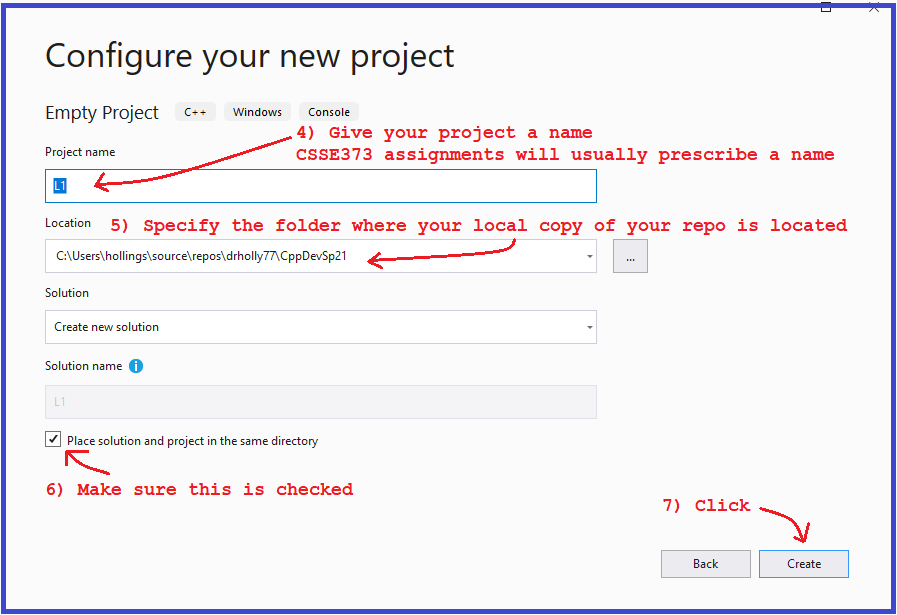 Configure your new project
Empty Project C++ Windows Console
4) Give your project a name
Project name
CSSE373 assignments will usually prescribe a name
L1
Location
5) Specify the folder where your local copy of your repo is located
C:\Users\hollings\source\repos\drholly77\CppDevSp21
...
Solution
Create new solution
Solution name i
L1
Place solution and project in the same directory
6) Make sure this is checked
7) Click
Back Create